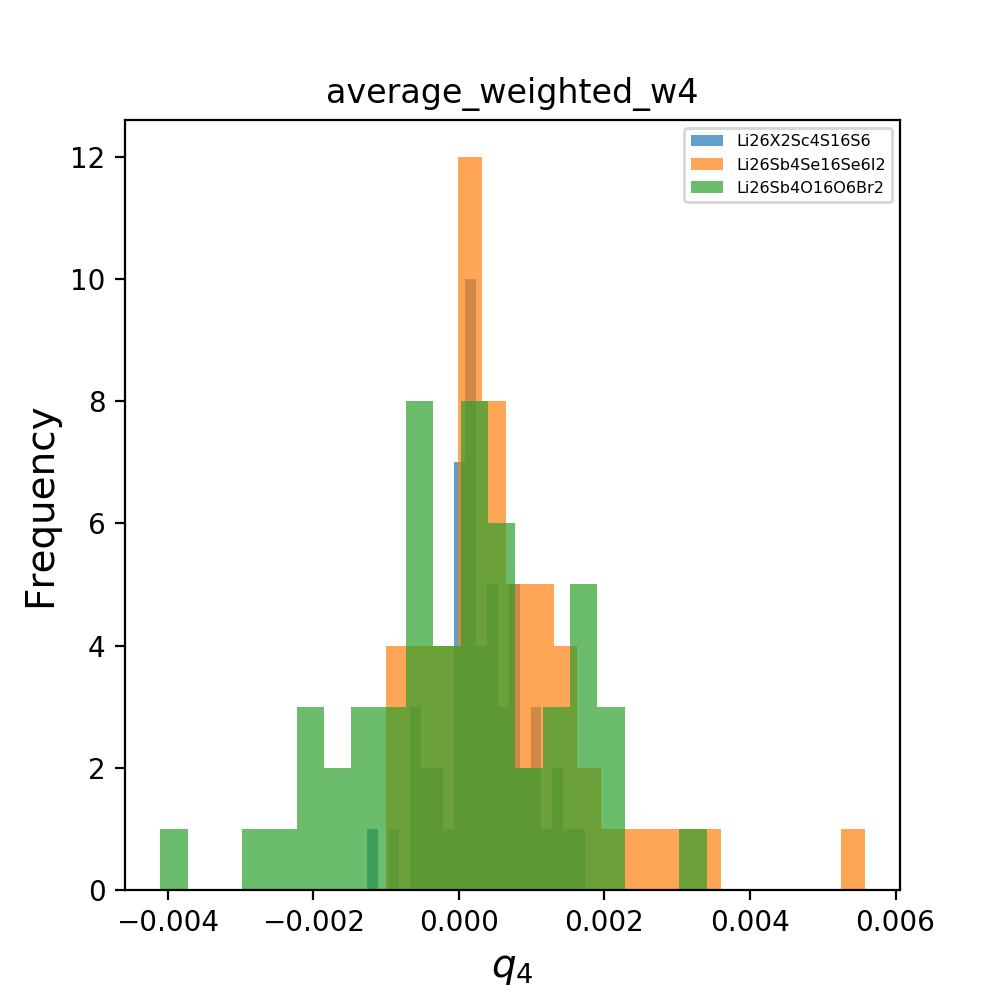 average_weighted_w4
Li26X2Sc4S16S6
Li26Sb4Se16Se6I2
Li26Sb4O16O6Br2
12
10
8
6
4
2
0
Frequency
−0.004 −0.002 0.000 0.002 0.004 0.006
q4